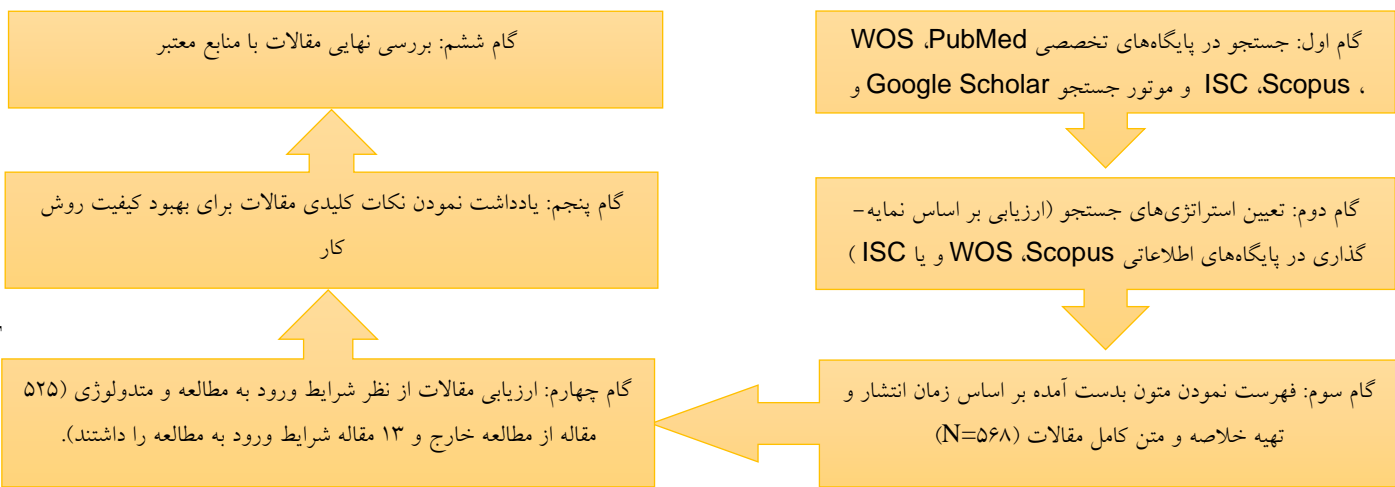 گام اول: جستجو در پایگاه‌های تخصصی WOS ،PubMed
، ISC ،Scopus و موتور جستجو Google Scholar و
گام دوم: تعیین استراتژی‌های جستجو (ارزیابی بر اساس نمایه-
گذاری در پایگاه‌های اطلاعاتی WOS ،Scopus و یا ISC )
گام سوم: فهرست نمودن متون بدست آمده بر اساس زمان انتشار و
تهیه خلاصه و متن کامل مقالات (N=۵۶۸)
گام چهارم: ارزیابی مقالات از نظر شرایط ورود به مطالعه و متدولوژی (۵۲۵
مقاله از مطالعه خارج و ۱۳ مقاله شرایط ورود به مطالعه را داشتند).
گام پنجم: یادداشت نمودن نکات کلیدی مقالات برای بهبود کیفیت روش
کار
گام ششم: بررسی نهایی مقالات با منابع معتبر